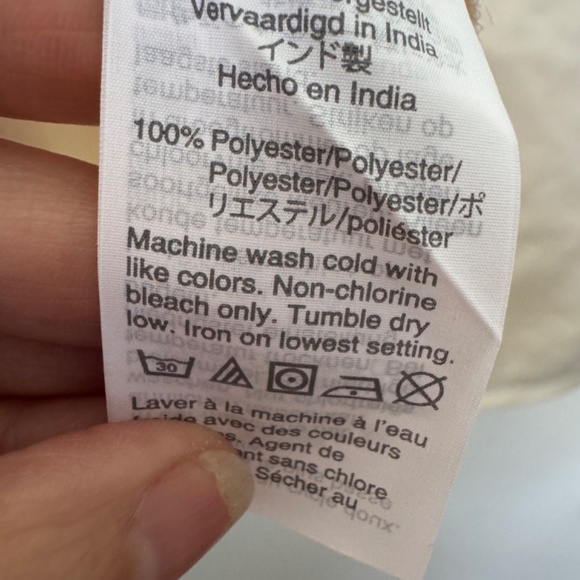 Vervaardigd in India
インド製
Hecho en India
100% Polyester/Polyester/
Polyester/Polyester/ポ
リエステル/poliéster
Machine wash cold with
like colors. Non-chlorine
bleach only. Tumble dry
low. Iron on lowest setting.
30
Laver à la machine à l'eau
avec des couleurs
Agent de
sans chlore
Sécher au